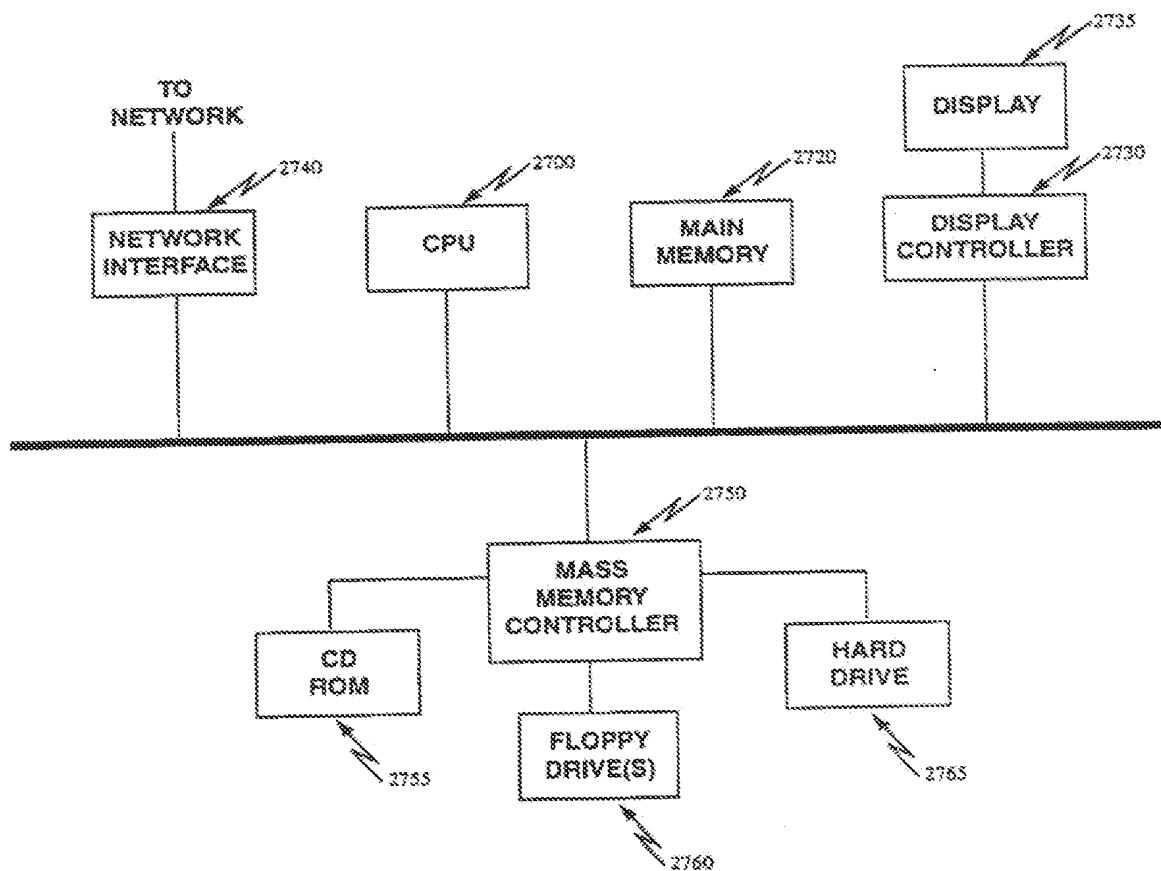 2735
TO
NETWORK
DISPLAY
2740
2700
2720
2730
NETWORK
INTERFACE
CPU
MAIN
MEMORY
DISPLAY
CONTROLLER
2750
MASS
MEMORY
CONTROLLER
CD
ROM
HARD
DRIVE
FLOPPY
DRIVE(S)
2755
2765
2760